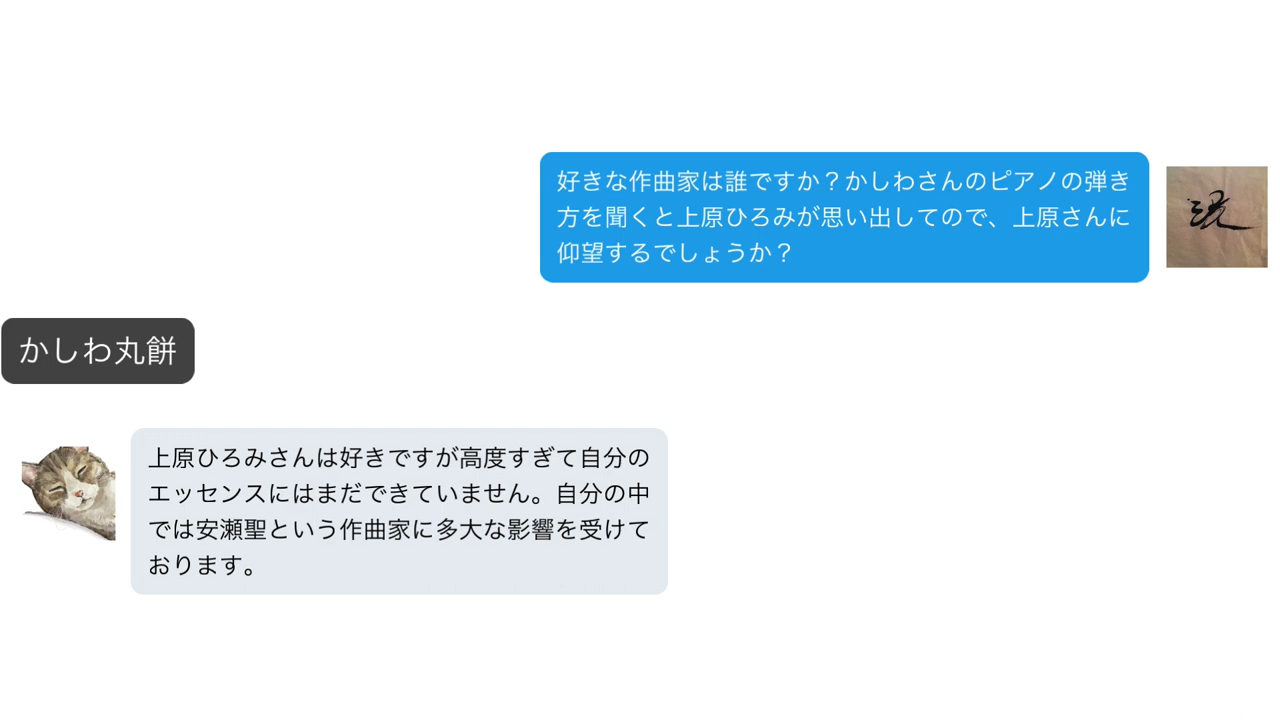 好きな作曲家は誰ですか？かしわさんのピアノの弾き
方を聞くと上原ひろみが思い出してので、上原さんに
仰望するでしょうか？
かしわ丸餅
上原ひろみさんは好きですが高度すぎて自分の
エッセンスにはまだできていません。自分の中
では安瀬聖という作曲家に多大な影響を受けて
おります。